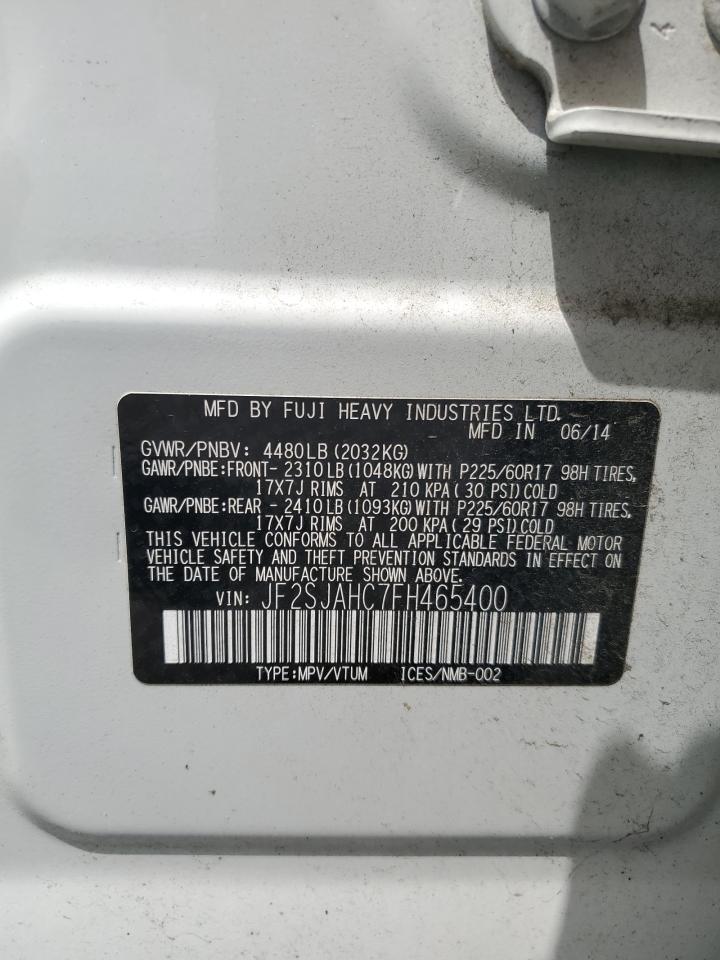 MFD BY FUJI HEAVY INDUSTRIES LTD.
MFD IN 06/14
GVWR/PNBV: 4480LB(2032KG)
GAWR/PNBE:FRONT- 2310LB(1048KG)WITH P225/60R17 98H TIRES,
17X7J RIMS AT 210 KPA( 30 PSI)COLD
GAWR/PNBE:REAR - 2410LB(1093KG)WITH P225/60R17 98H TIRES,
17X7J RIMS AT 200 KPA( 29 PSI)COLD
THIS VEHICLE CONFORMS TO ALL APPLICABLE FEDERAL MOTOR
VEHICLE SAFETY AND THEFT PREVENTION STANDARDS IN EFFECT ON
THE DATE OF MANUFACTURE SHOWN ABOVE.
VIN: JF2SJAHC7FH465400
TYPE:MPV/VTUM ICES/NMB-002